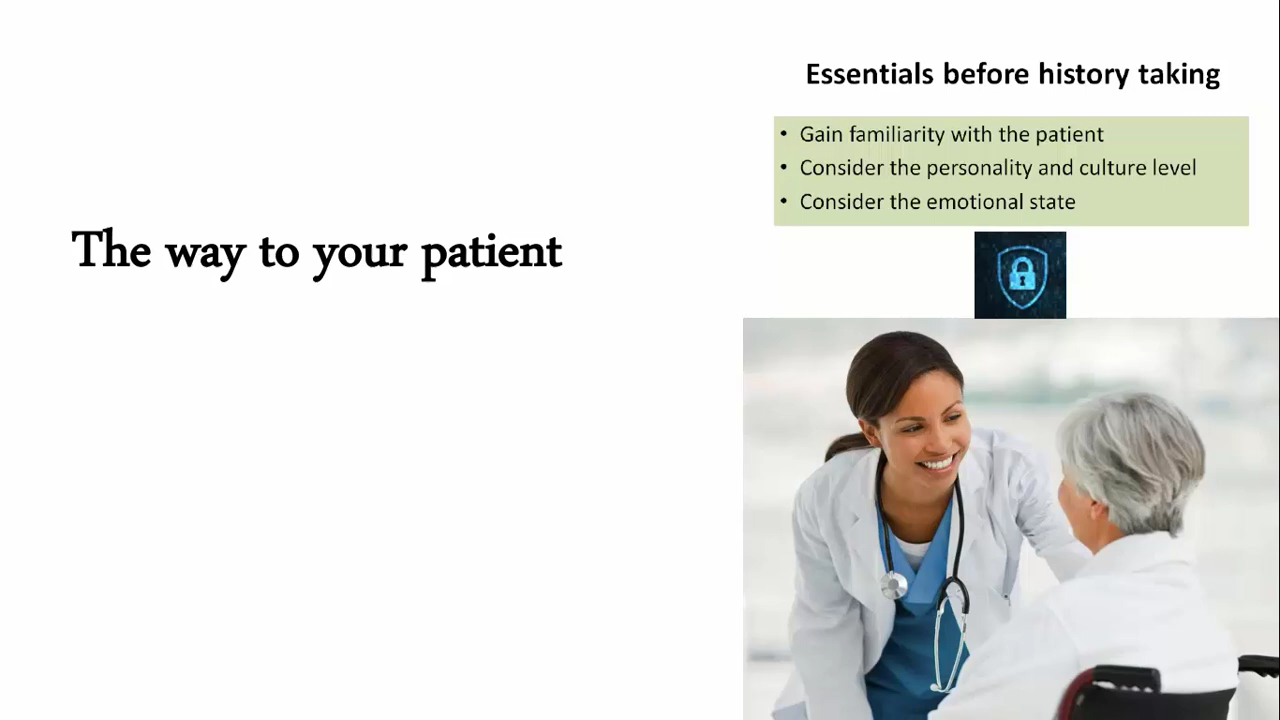 The way to your patient
Essentials before history taking
• Gain familiarity with the patient
• Consider the personality and culture level
• Consider the emotional state